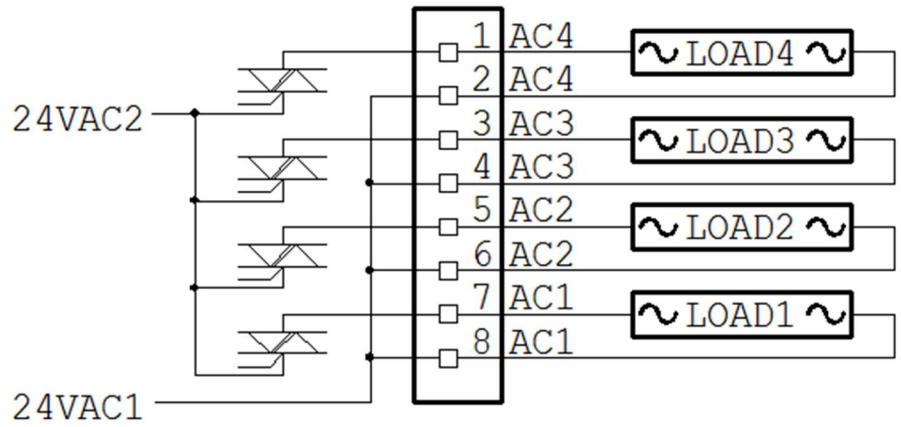 1 AC4
∿ LOAD4 ∿
2 AC4
24VAC2
3 AC3
∿ LOAD3 ∿
4 AC3
5 AC2
∿ LOAD2 ∿
6 AC2
7 AC1
∿ LOAD1 ∿
8 AC1
24VAC1